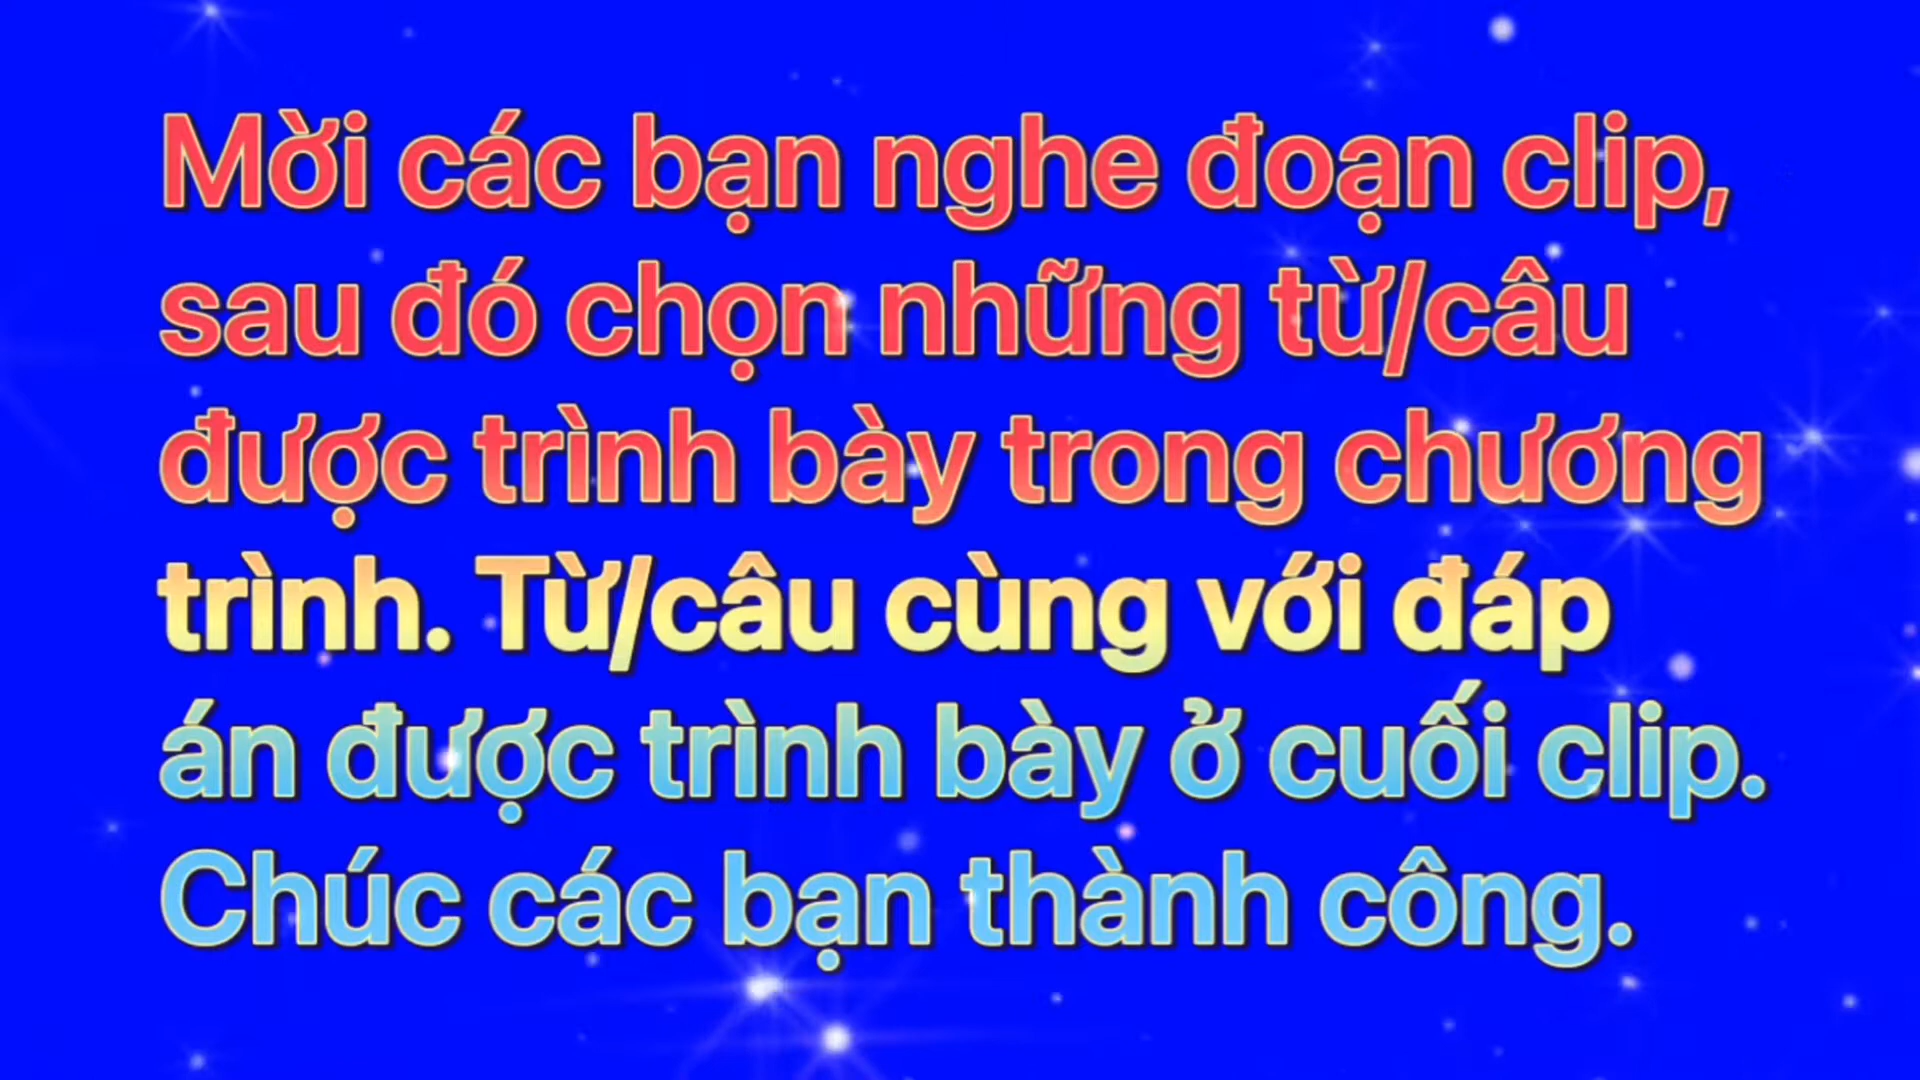 Mời các bạn nghe đoạn clip,
sau đó chọn những từ/câu
được trình bày trong chương
trình. Từ/câu cùng với đáp
án được trình bày ở cuối clip.
Chúc các bạn thành công.